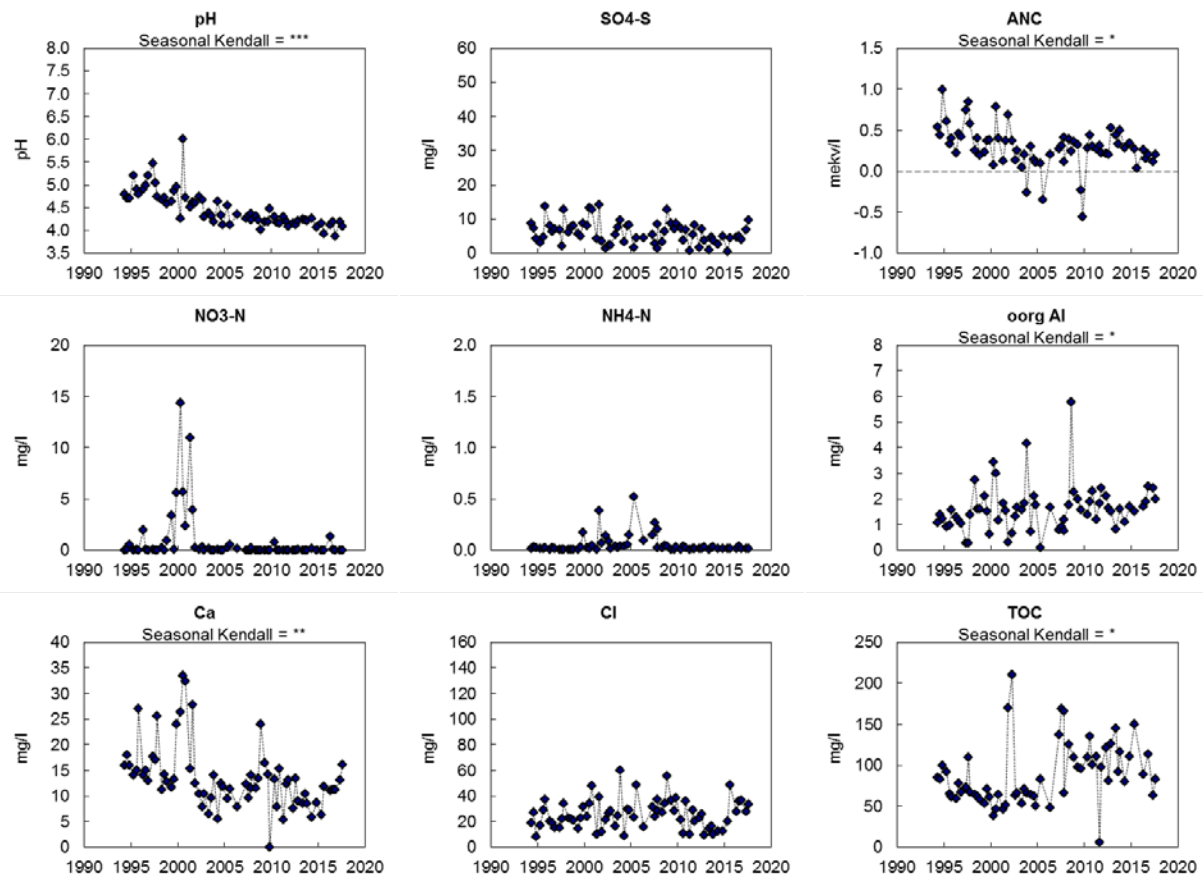 pH
Seasonal Kendall = ***
8.0
7.5
7.0
6.5
6.0
5.5
5.0
4.5
4.0
3.5
pH
1990 1995 2000 2005 2010 2015 2020
SO4-S
60
50
40
30
20
10
0
mg/l
1990 1995 2000 2005 2010 2015 2020
ANC
Seasonal Kendall = *
1.5
1.0
0.5
0.0
-0.5
-1.0
mekv/l
1990 1995 2000 2005 2010 2015 2020
NO3-N
20
15
10
5
0
mg/l
1990 1995 2000 2005 2010 2015 2020
NH4-N
2.0
1.5
1.0
0.5
0.0
mg/l
1990 1995 2000 2005 2010 2015 2020
oorg Al
Seasonal Kendall = *
8
7
6
5
4
3
2
1
0
mg/l
1990 1995 2000 2005 2010 2015 2020
Ca
Seasonal Kendall = **
40
35
30
25
20
15
10
5
0
mg/l
1990 1995 2000 2005 2010 2015 2020
Cl
160
140
120
100
80
60
40
20
0
mg/l
1990 1995 2000 2005 2010 2015 2020
TOC
Seasonal Kendall = *
250
200
150
100
50
0
mg/l
1990 1995 2000 2005 2010 2015 2020